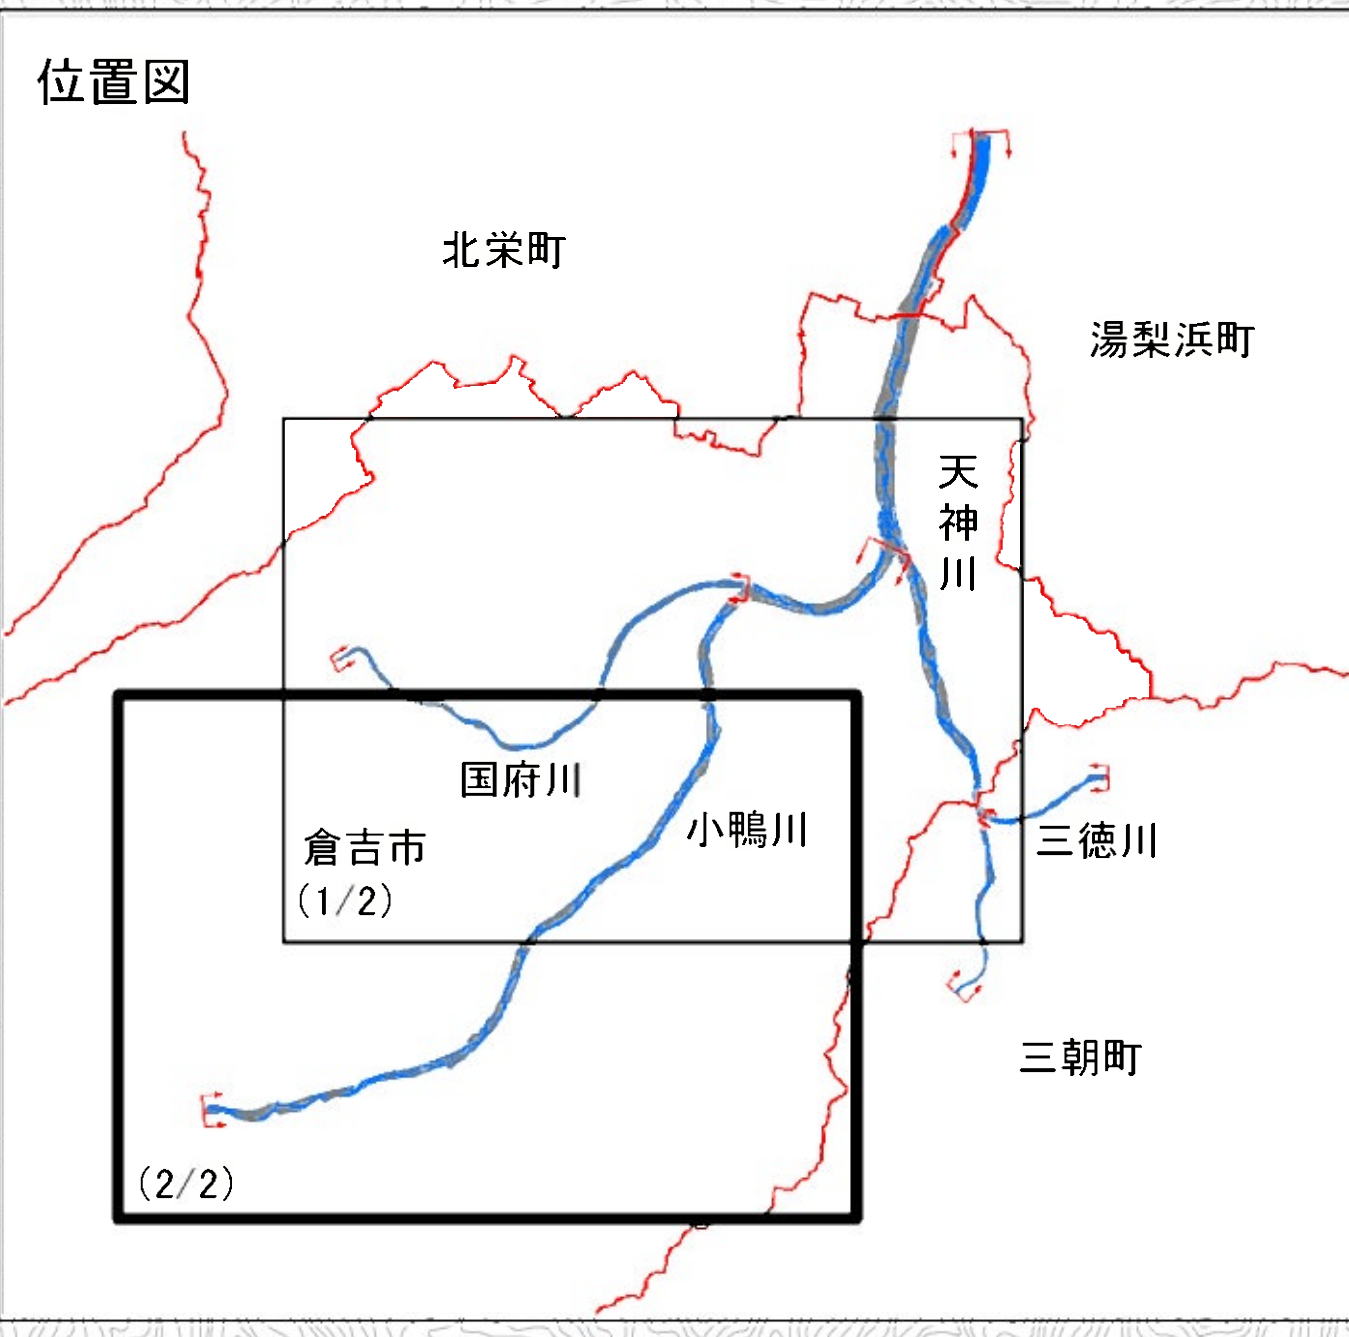 位置図
北栄町
湯梨浜町
天神川
国府川
小鴨川
倉吉市
(1/2)
三徳川
三朝町
(2/2)